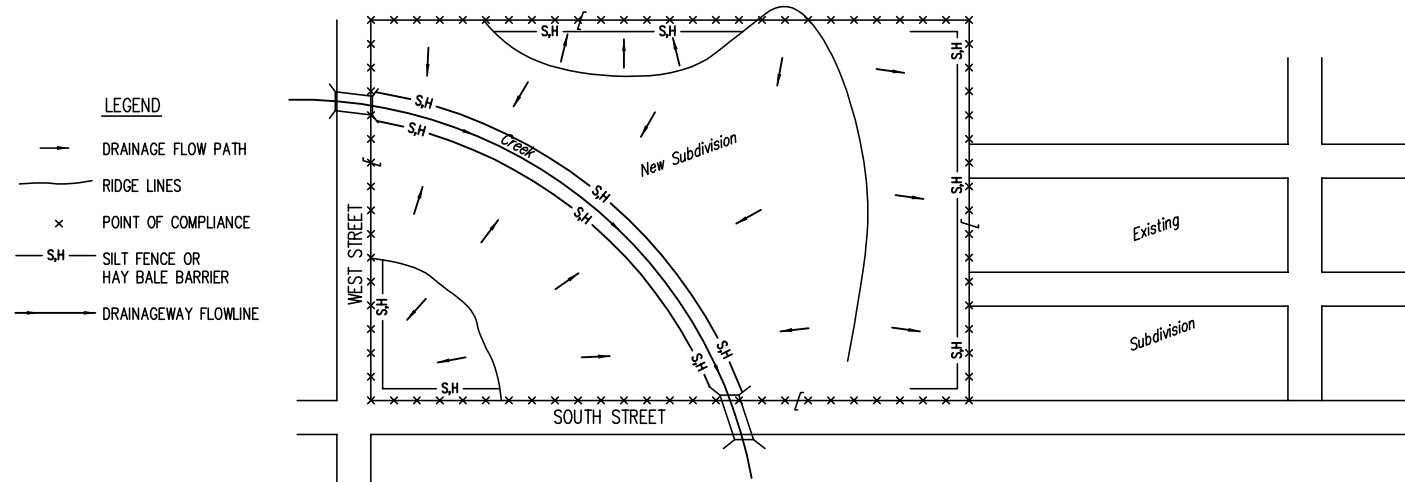 LEGEND
DRAINAGE FLOW PATH
RIDGE LINES
POINT OF COMPLIANCE
S,H
SILT FENCE OR
HAY BALE BARRIER
DRAINAGEWAY FLOWLINE
S,H
S,H
S,H
S,H
S,H
Creek
New Subdivision
S,H
S,H
S,H
WEST STREET
Existing
S,H
Subdivision
S,H
S,H
S,H
S,H
SOUTH STREET